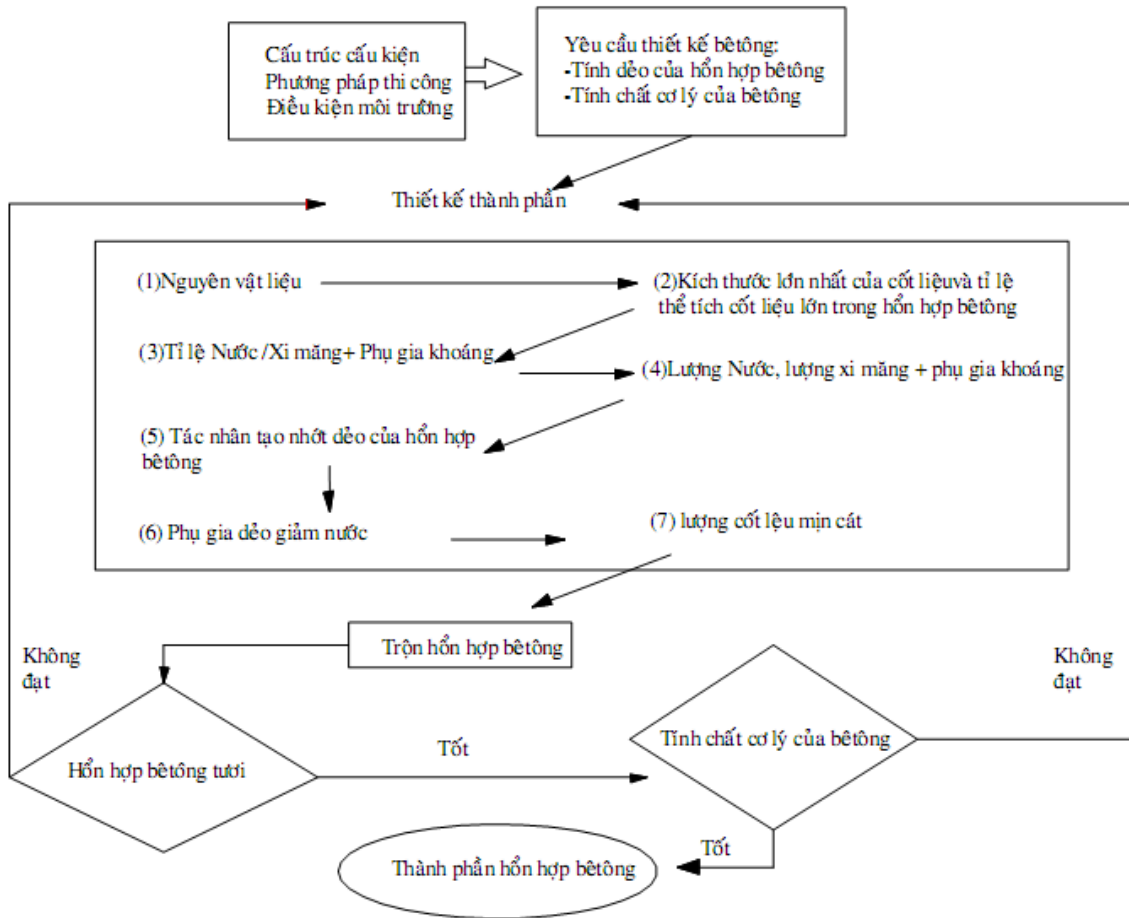 Cấu trúc cấu kiện
Phương pháp thi công
Điều kiện môi trường
Yêu cầu thiết kế bêtông:
-Tính dẻo của hổn hợp bêtông
-Tính chất cơ lý của bêtông
Thiết kế thành phần
(1)Nguyên vật liệu
(2)Kích thước lớn nhất của cốt liệuvà tỉ lệ
thể tích cốt liệu lớn trong hổn hợp bêtông
(3)Tỉ lệ Nước /Xi măng+ Phụ gia khoáng
(4)Lượng Nước, lượng xi măng + phụ gia khoáng
(5) Tác nhân tạo nhớt dẻo của hổn hợp
bêtông
(6) Phụ gia dẻo giảm nước
(7) lượng cốt lệu mịn cát
Trộn hổn hợp bêtông
Không
đạt
Không
đạt
Hổn hợp bêtông tươi
Tốt
Tính chất cơ lý của bêtông
Tốt
Thành phần hổn hợp bêtông